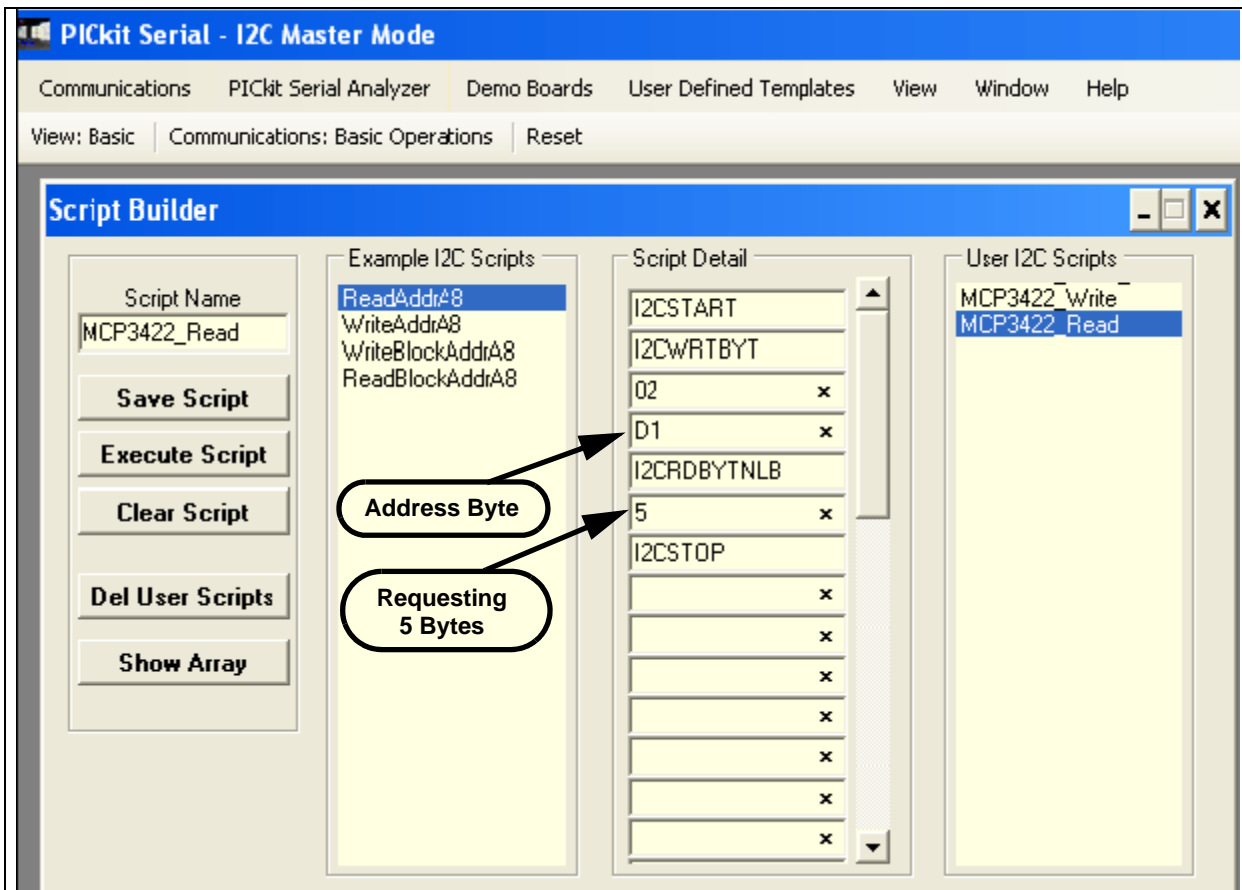 PICkit Serial - I2C Master Mode
Communications PICkit Serial Analyzer Demo Boards User Defined Templates View Window Help
View: Basic Communications: Basic Operations Reset
Script Builder
Script Name
MCP3422_Read
Save Script
Execute Script
Clear Script
Del User Scripts
Show Array
Example I2C Scripts
ReadAddrA8
WriteAddrA8
WriteBlockAddrA8
ReadBlockAddrA8
Address Byte
Requesting
5 Bytes
Script Detail
I2CSTART
I2CWRTBYT
02 x
D1 x
I2CRDBYTNLB
5 x
I2CSTOP
x
x
x
x
x
x
x
User I2C Scripts
MCP3422_Write
MCP3422_Read